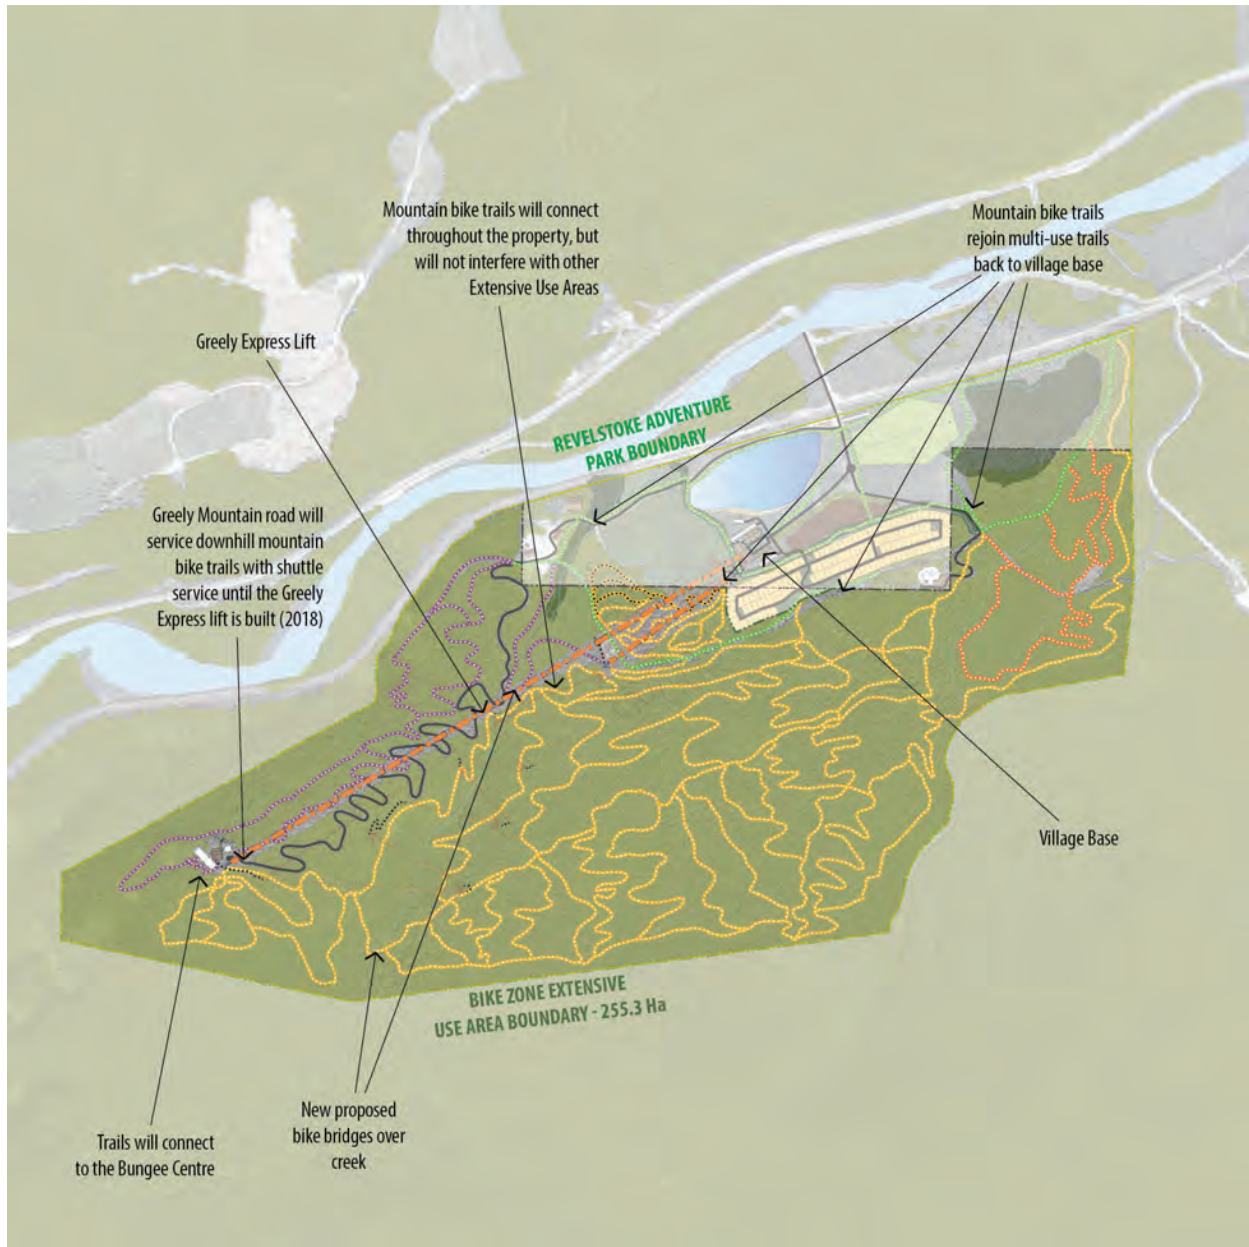 Mountain bike trails will connect
throughout the property, but
will not interfere with other
Extensive Use Areas
Mountain bike trails
rejoin multi-use trails
back to village base
Greely Express Lift
REVELSTOKE ADVENTURE
PARK BOUNDARY
Greely Mountain road will
service downhill mountain
bike trails with shuttle
service until the Greely
Express lift is built (2018)
Village Base
BIKE ZONE EXTENSIVE
USE AREA BOUNDARY - 255.3 Ha
New proposed
bike bridges over
creek
Trails will connect
to the Bungee Centre